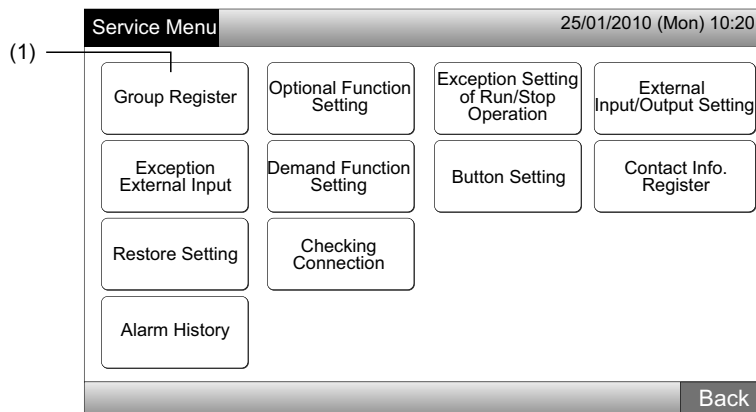 Service Menu
25/01/2010 (Mon) 10:20
(1)
Group Register
Optional Function
Setting
Exception Setting
of Run/Stop
Operation
External
Input/Output Setting
Exception
External Input
Demand Function
Setting
Button Setting
Contact Info.
Register
Restore Setting
Checking
Connection
Alarm History
Back